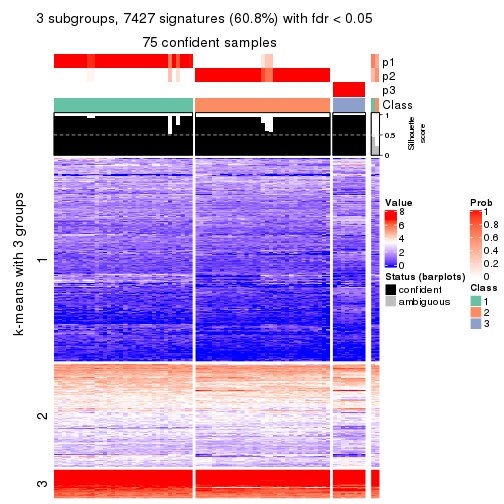 3 subgroups, 7427 signatures (60.8%) with fdr < 0.05
75 confident samples
p1
p2
p3
Class
1
0.5
0
Silhouette
score
k-means with 3 groups
1
2
3
Value
8
6
4
2
0
Status (barplots)
confident
ambiguous
Prob
1
0.8
0.6
0.4
0.2
0
Class
1
2
3